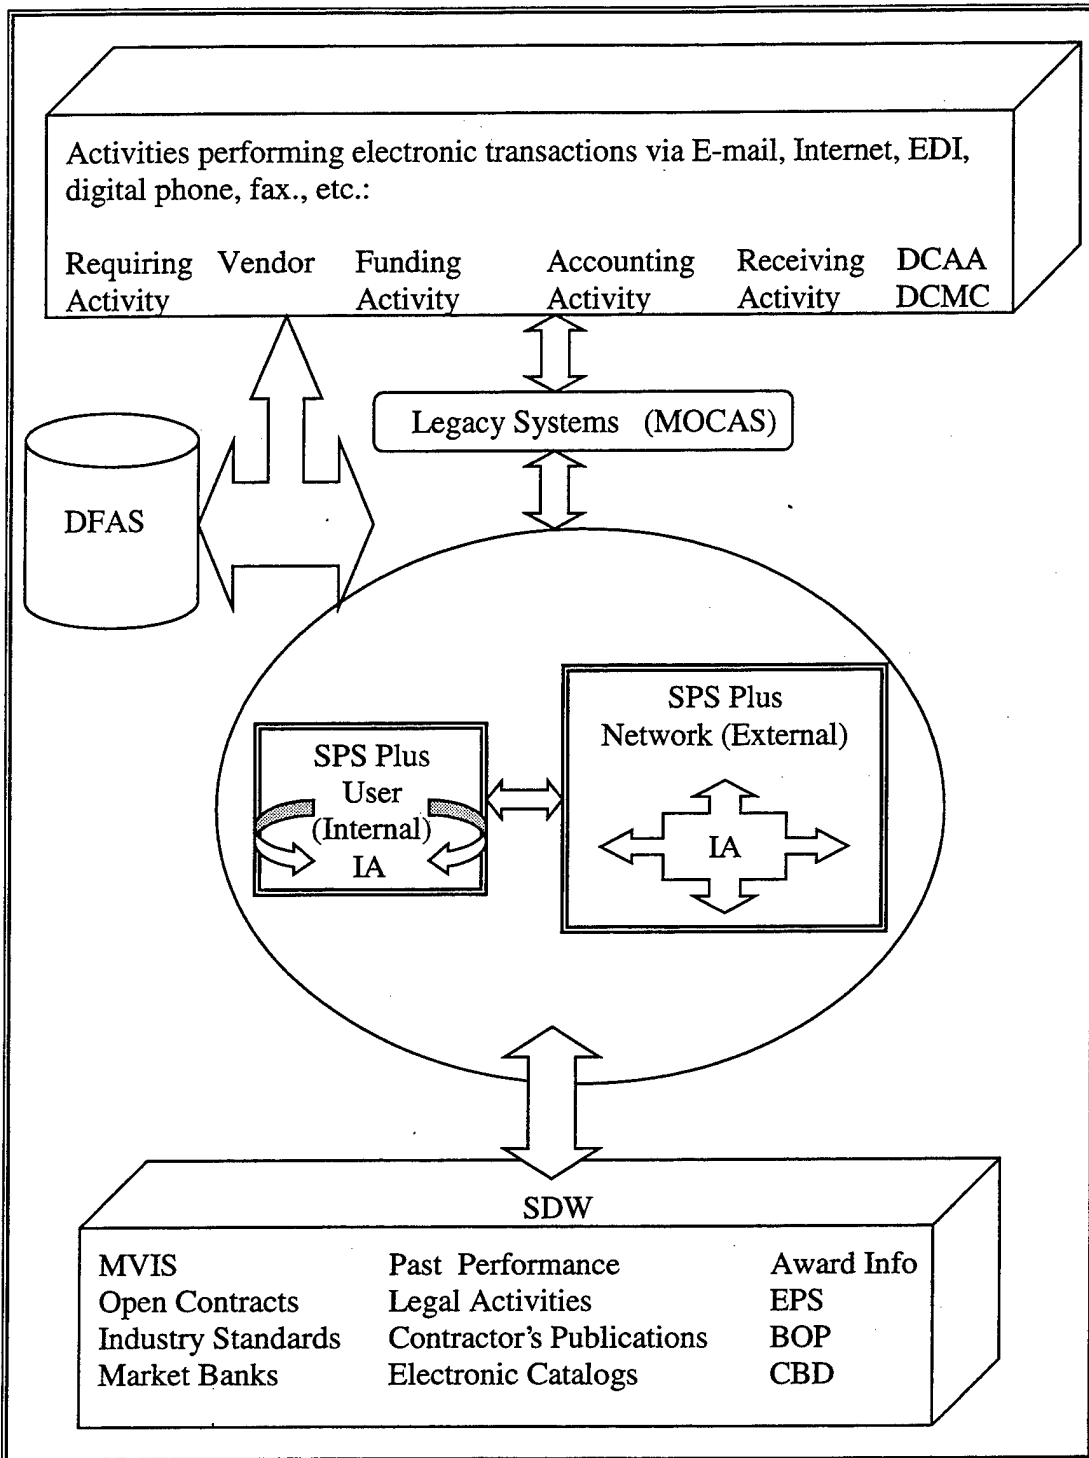 Activities performing electronic transactions via E-mail, Internet, EDI,
digital phone, fax., etc.:
Requiring Activity
Vendor
Funding Activity
Accounting Activity
Receiving Activity
DCAA
DCMC
Legacy Systems (MOCAS)
DFAS
SPS Plus
User
(Internal)
IA
SPS Plus
Network (External)
IA
SDW
MVIS
Open Contracts
Industry Standards
Market Banks
Past Performance
Legal Activities
Contractor's Publications
Electronic Catalogs
Award Info
EPS
BOP
CBD